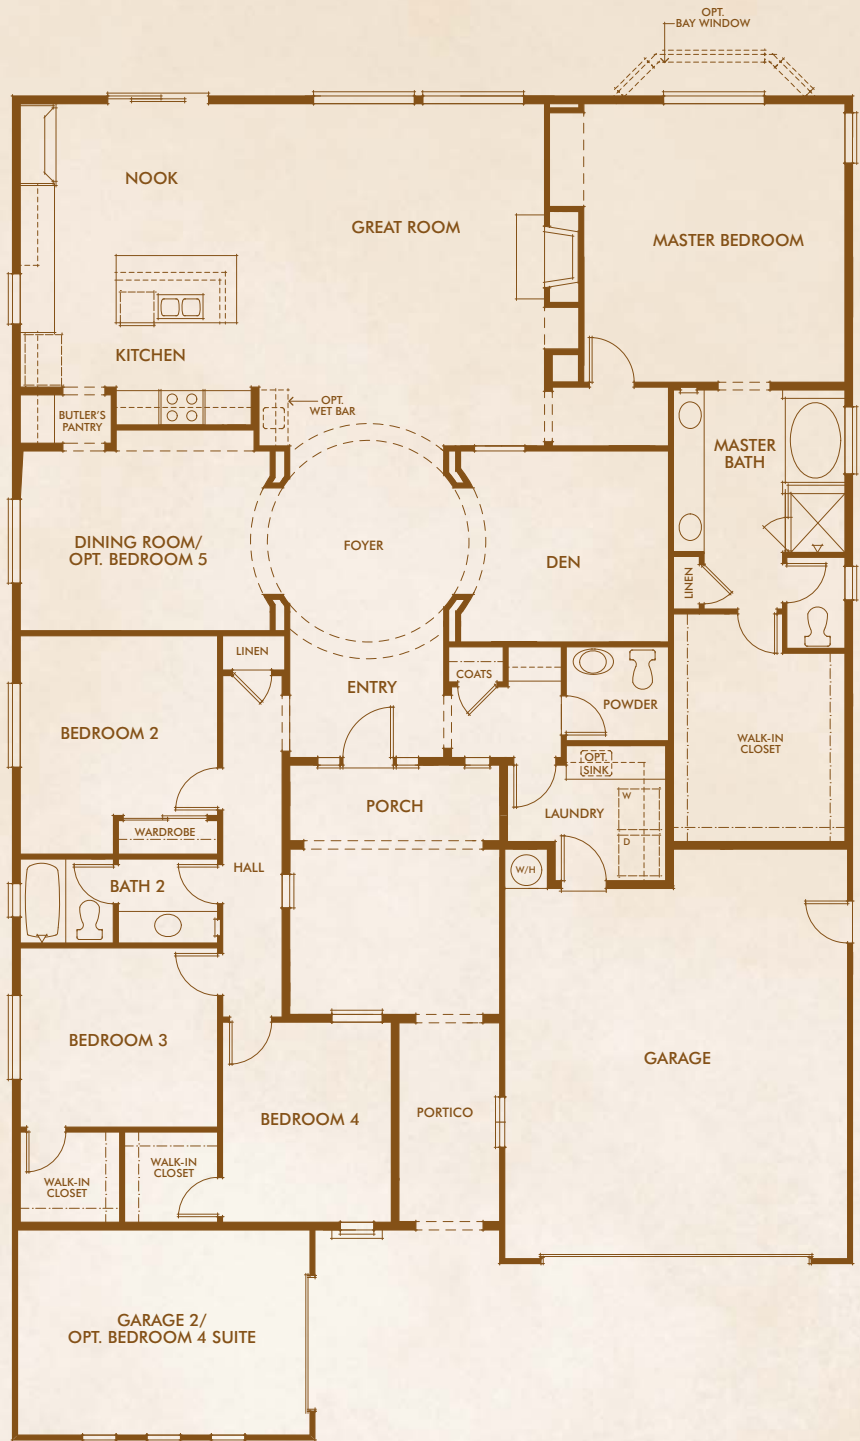 OPT.
BAY WINDOW
NOOK
GREAT ROOM
MASTER BEDROOM
KITCHEN
BUTLER'S
PANTRY
OPT.
WET BAR
MASTER
BATH
DINING ROOM/
OPT. BEDROOM 5
FOYER
DEN
LINEN
LINEN
COATS
ENTRY
POWDER
BEDROOM 2
WALK-IN
CLOSET
OPT.
SINK
W
PORCH
LAUNDRY
WARDROBE
D
HALL
W/H
BATH 2
BEDROOM 3
GARAGE
BEDROOM 4
PORTICO
WALK-IN
CLOSET
WALK-IN
CLOSET
GARAGE 2/
OPT. BEDROOM 4 SUITE